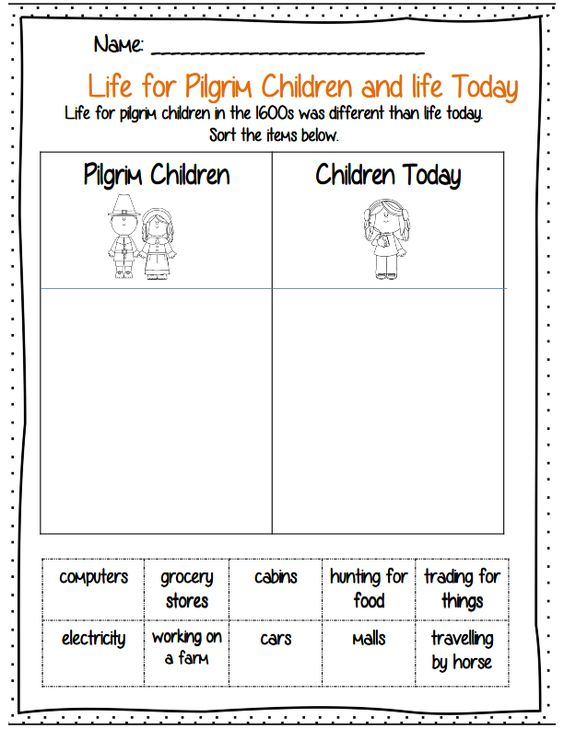 Name: ______________________________
Life for Pilgrim Children and life Today
Life for pilgrim children in the 1600s was different than life today.
Sort the items below.
Pilgrim Children
Children Today
computers
grocery
stores
cabins
hunting for
food
trading for
things
electricity
working on
a farm
cars
malls
travelling
by horse